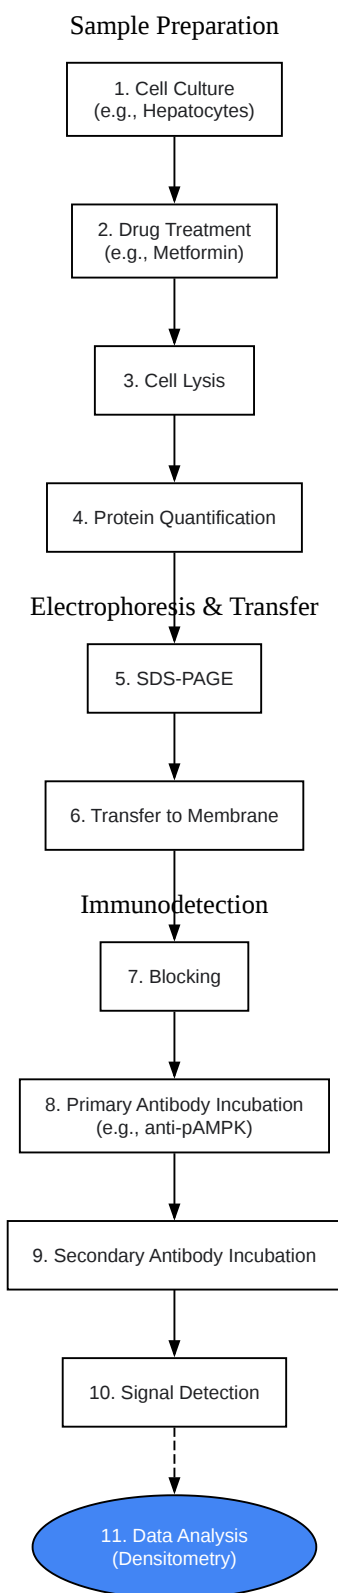 Sample Preparation
1. Cell Culture
(e.g., Hepatocytes)
2. Drug Treatment
(e.g., Metformin)
3. Cell Lysis
4. Protein Quantification
Electrophoresis & Transfer
5. SDS-PAGE
6. Transfer to Membrane
Immunodetection
7. Blocking
8. Primary Antibody Incubation
(e.g., anti-pAMPK)
9. Secondary Antibody Incubation
10. Signal Detection
11. Data Analysis
(Densitometry)